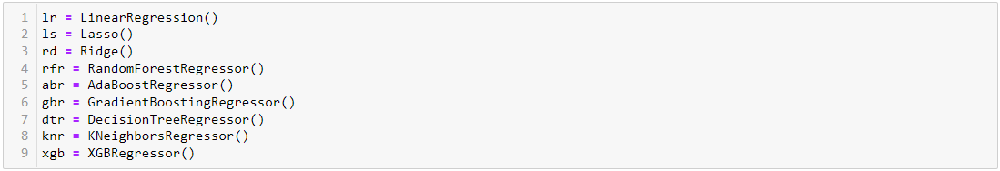 1 lr = LinearRegression()
2 ls = Lasso()
3 rd = Ridge()
4 rfr = RandomForestRegressor()
5 abr = AdaBoostRegressor()
6 gbr = GradientBoostingRegressor()
7 dtr = DecisionTreeRegressor()
8 knr = KNeighborsRegressor()
9 xgb = XGBRegressor()